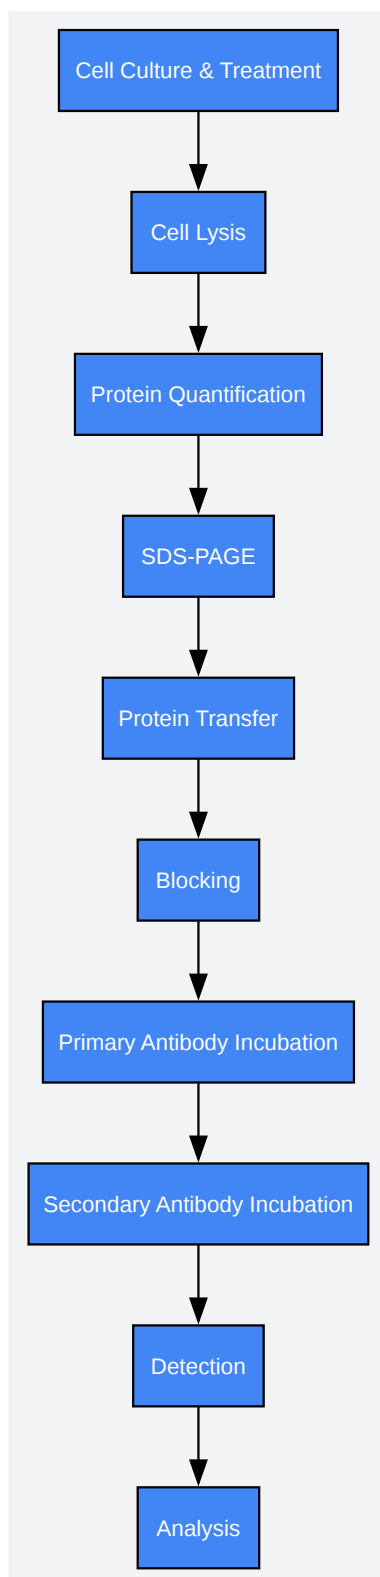 Cell Culture & Treatment
Cell Lysis
Protein Quantification
SDS-PAGE
Protein Transfer
Blocking
Primary Antibody Incubation
Secondary Antibody Incubation
Detection
Analysis